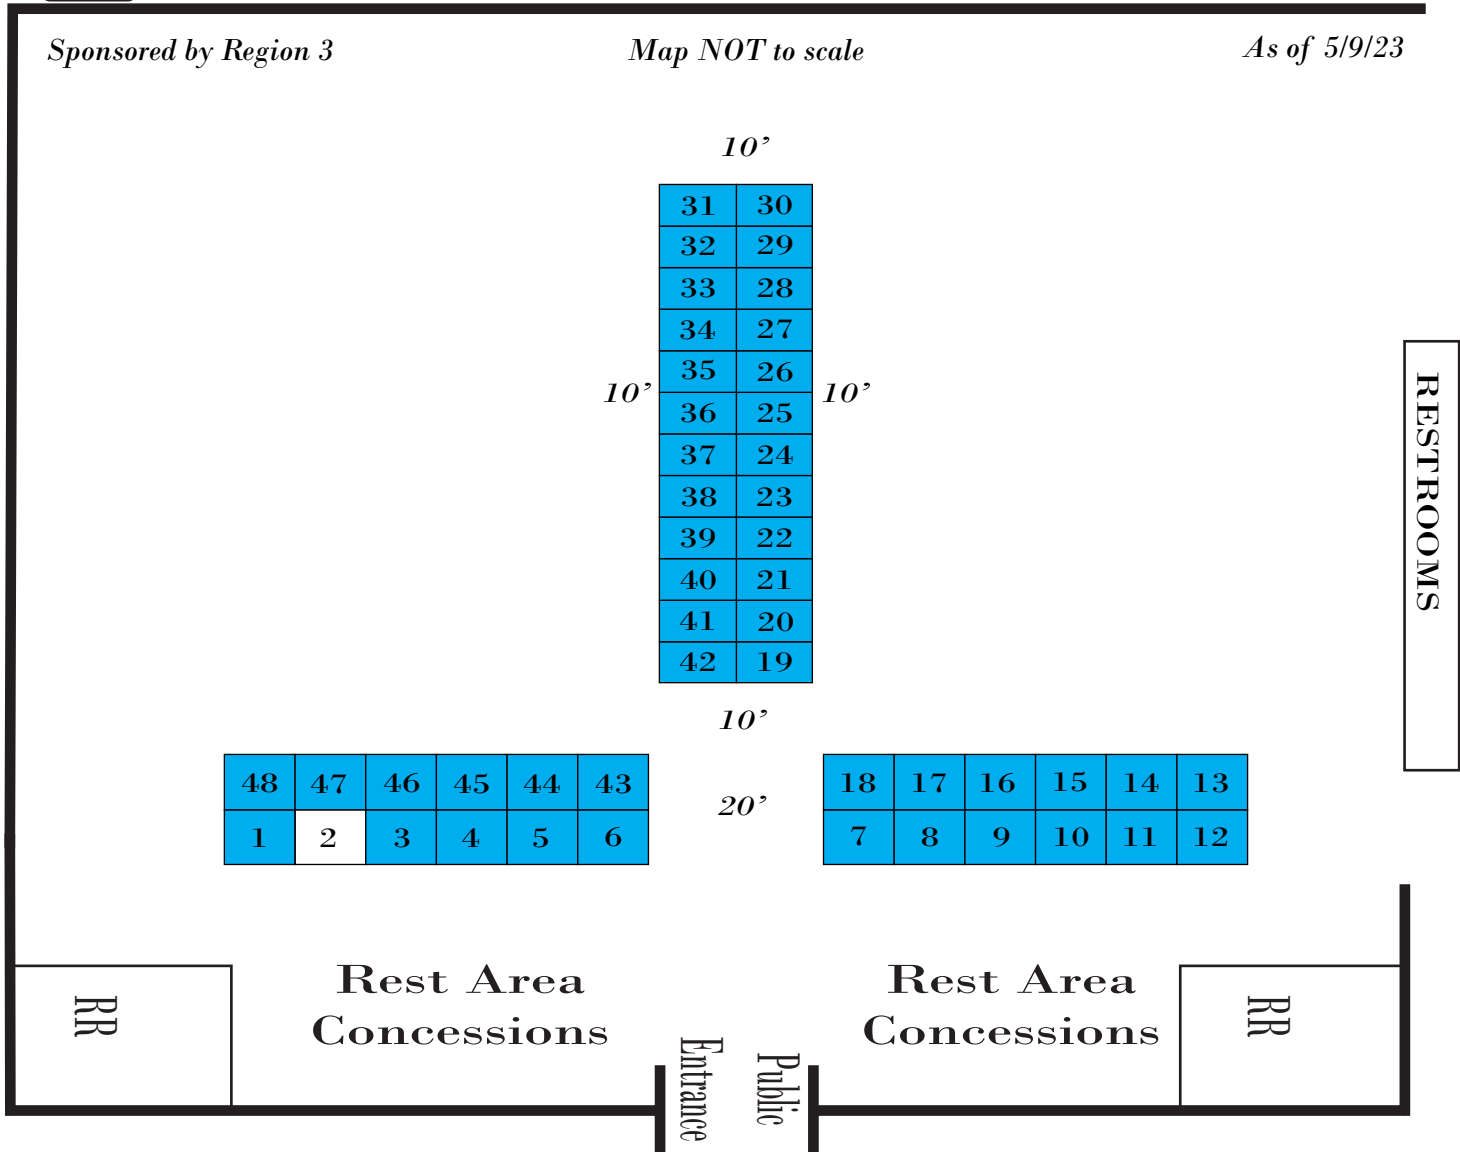 Sponsored by Region 3
Map NOT to scale
As of 5/9/23
10’
31 30
32 29
33 28
34 27
35 26
10’ 10’
36 25
37 24
38 23
39 22
40 21
41 20
42 19
10’
48 47 46 45 44 43
18 17 16 15 14 13
20’
1 2 3 4 5 6
7 8 9 10 11 12
RESTROOMS
Rest Area
Concessions
Rest Area
Concessions
RR
RR
Public
Entrance